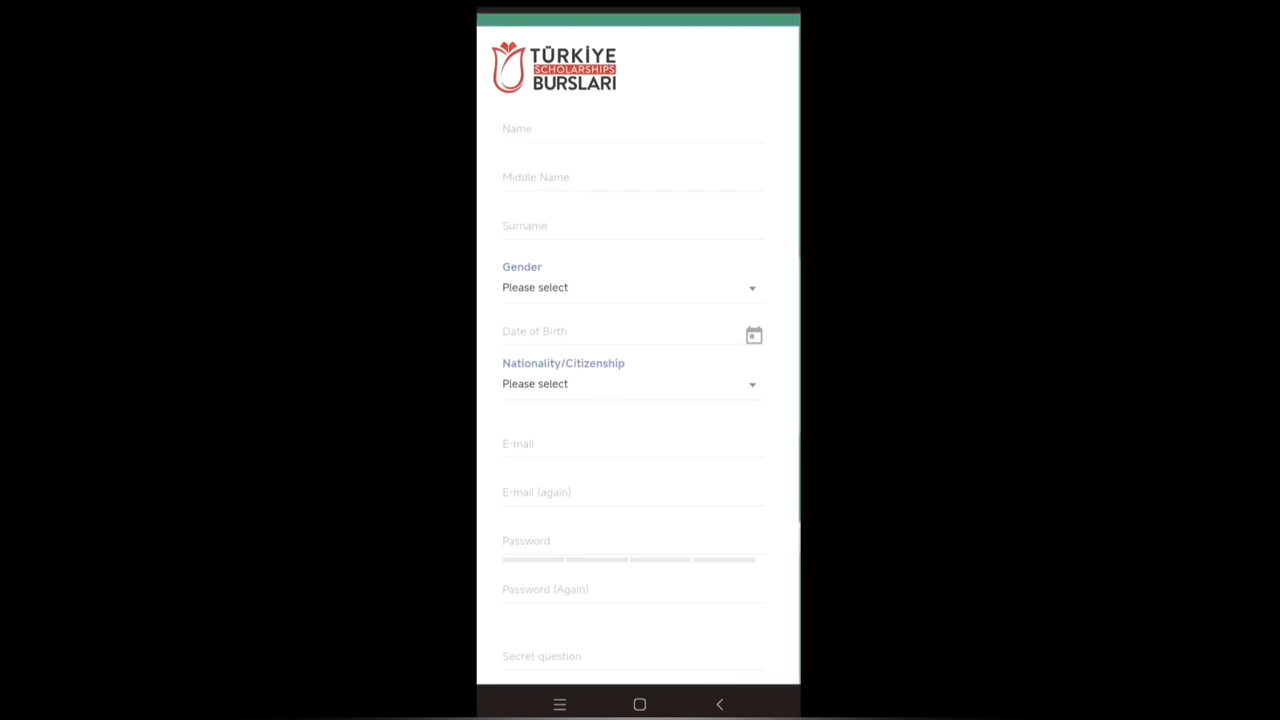 TÜRKİYE
SCHOLARSHIPS
BURSLARI
Name
Middle Name
Surname
Gender
Please select
Date of Birth
Nationality/Citizenship
Please select
E-mail
E-mail (again)
Password
Password (Again)
Secret question